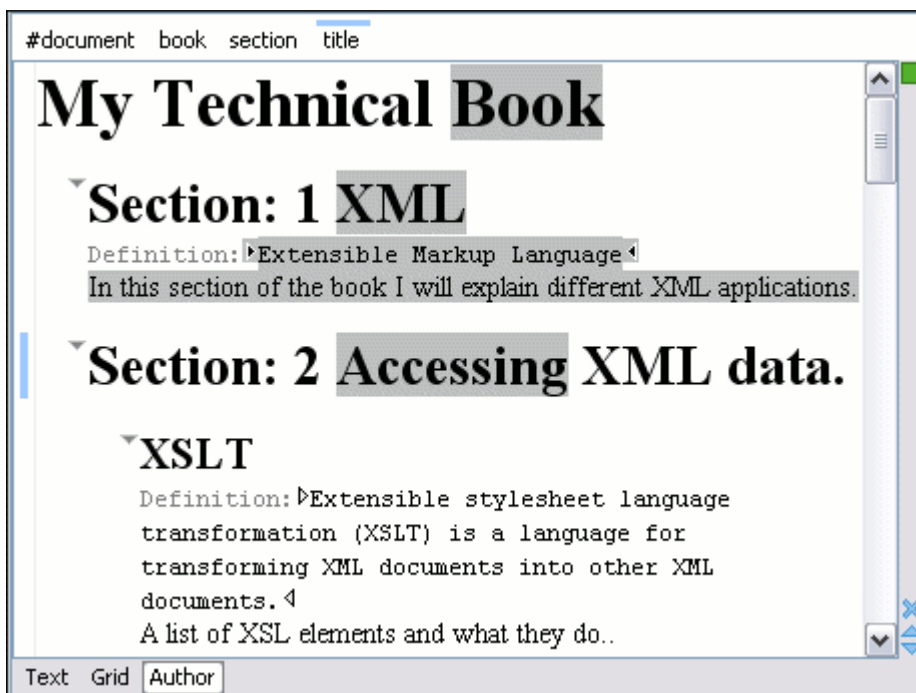 #document book section title
My Technical Book
Section: 1 XML
Definition: Extensible Markup Language
In this section of the book I will explain different XML applications.
Section: 2 Accessing XML data.
XSLT
Definition: Extensible stylesheet language
transformation (XSLT) is a language for
transforming XML documents into other XML
documents.
A list of XSL elements and what they do..
Text Grid Author